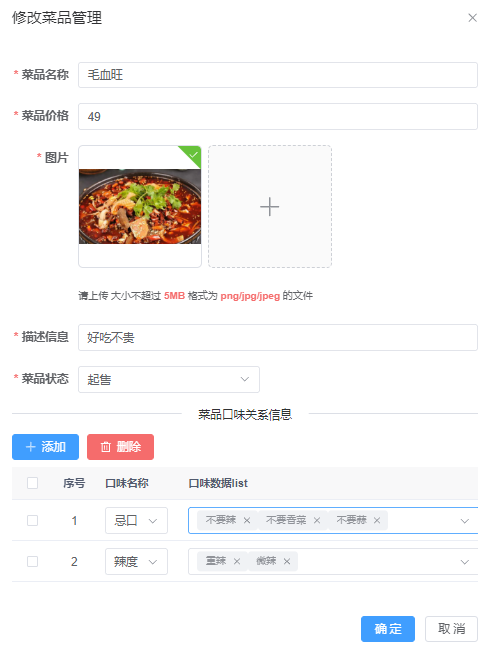 修改菜品管理
* 菜品名称 毛血旺
* 菜品价格 49
* 图片
请上传 大小不超过 5MB 格式为 png/jpg/jpeg 的文件
* 描述信息 好吃不贵
* 菜品状态 起售
菜品口味关系信息
添加 删除
序号 口味名称 口味数据list
1 忌口 不要辣 不要香菜 不要蒜
2 辣度 重辣 微辣
确 定 取 消